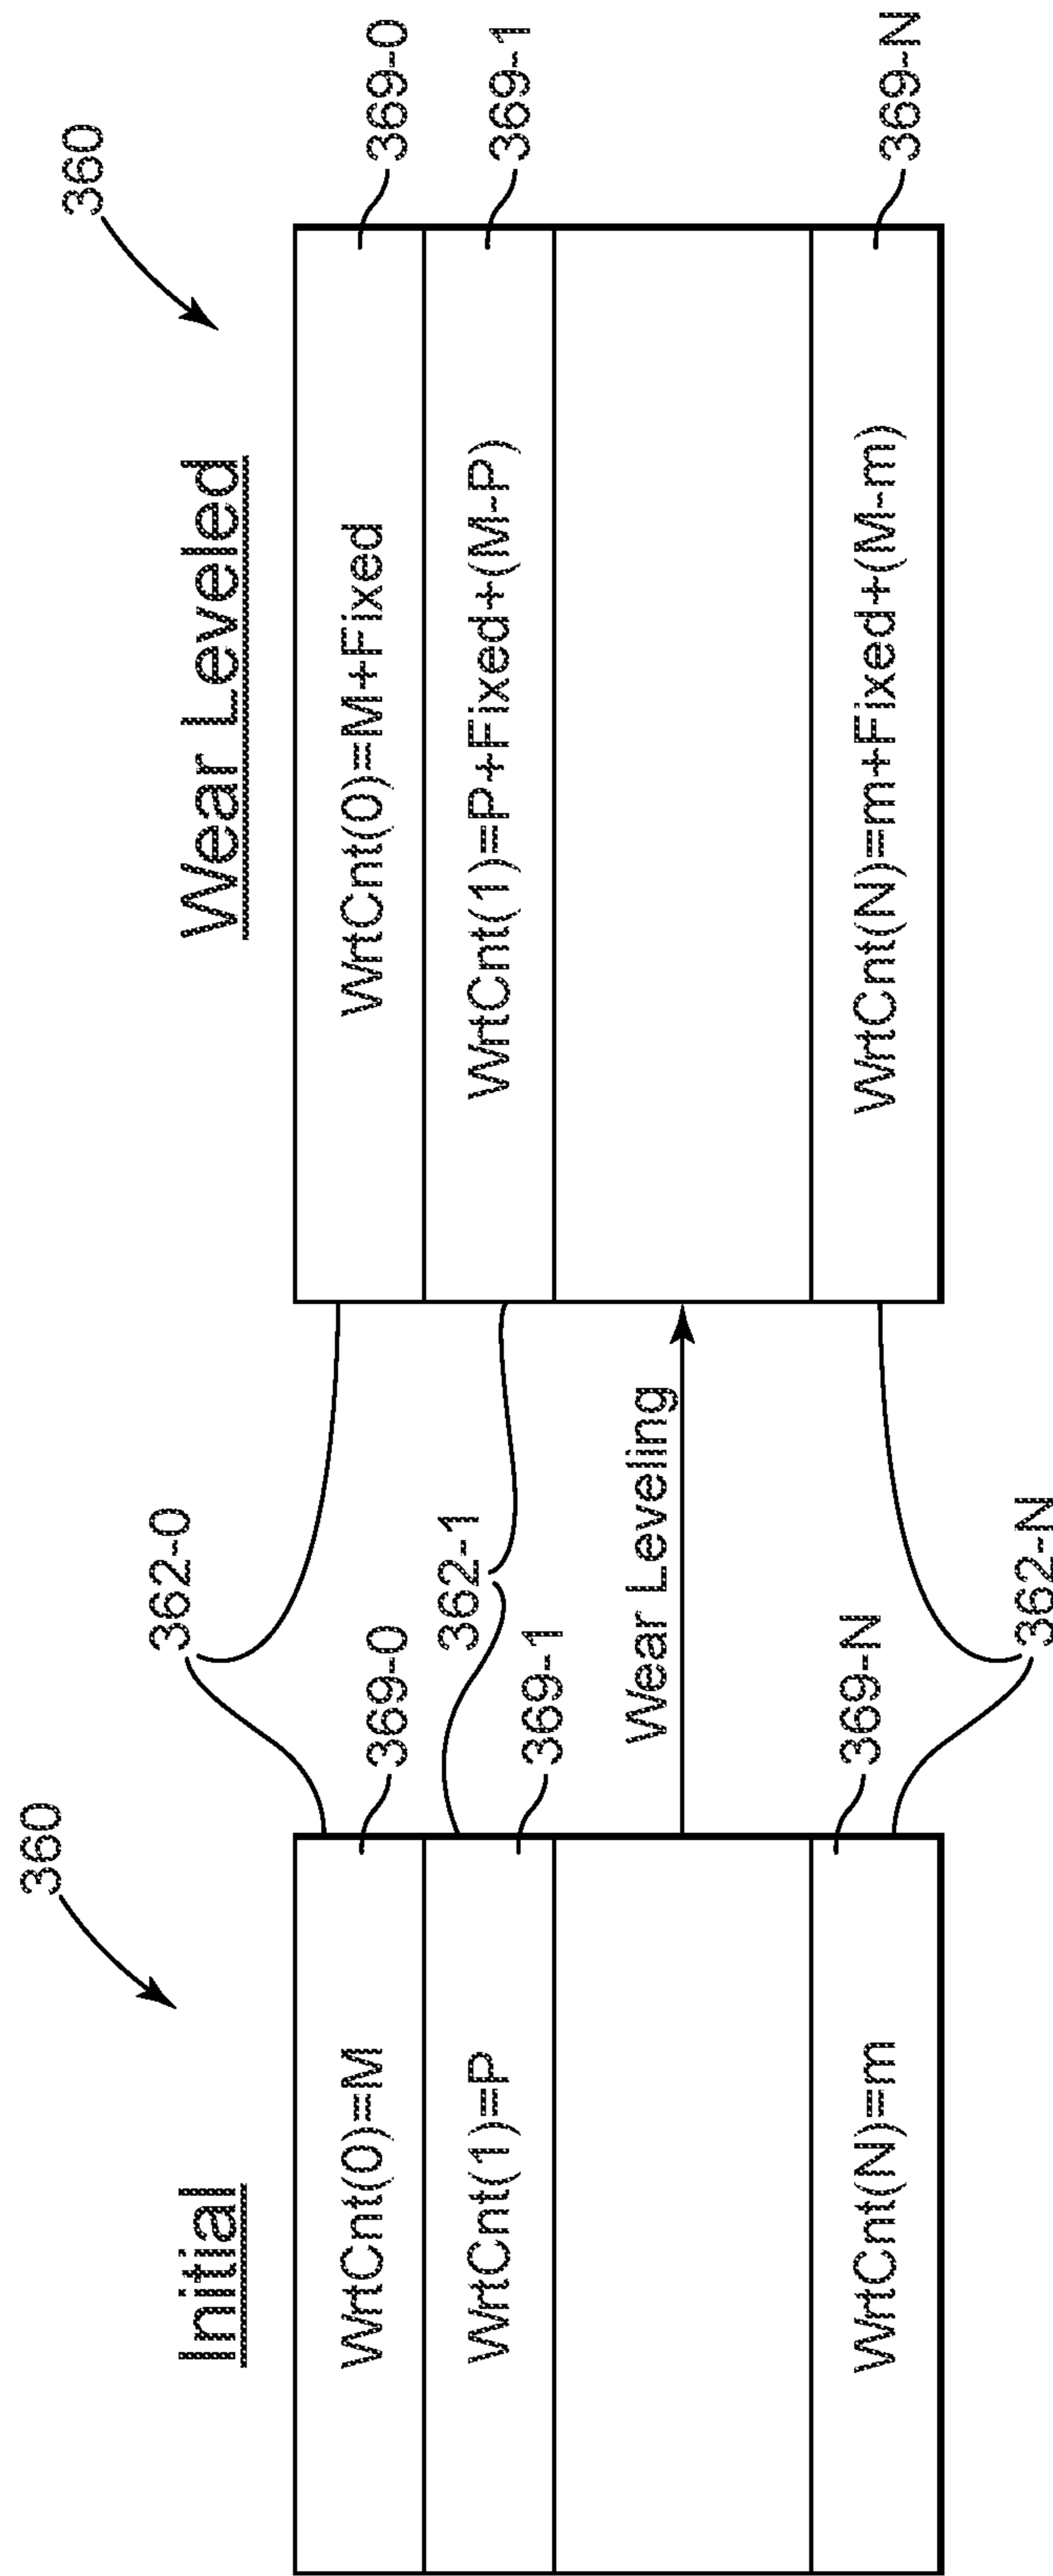 Initial
360
WrtCnt(0)=M
WrtCnt(1)=P
WrtCnt(N)=m
369-0
369-1
369-N
362-0
362-1
Wear Leveling
362-N
Wear Leveled
360
WrtCnt(0)=M+Fixed
WrtCnt(1)=P+Fixed+(M-P)
WrtCnt(N)=m+Fixed+(M-m)
369-0
369-1
369-N